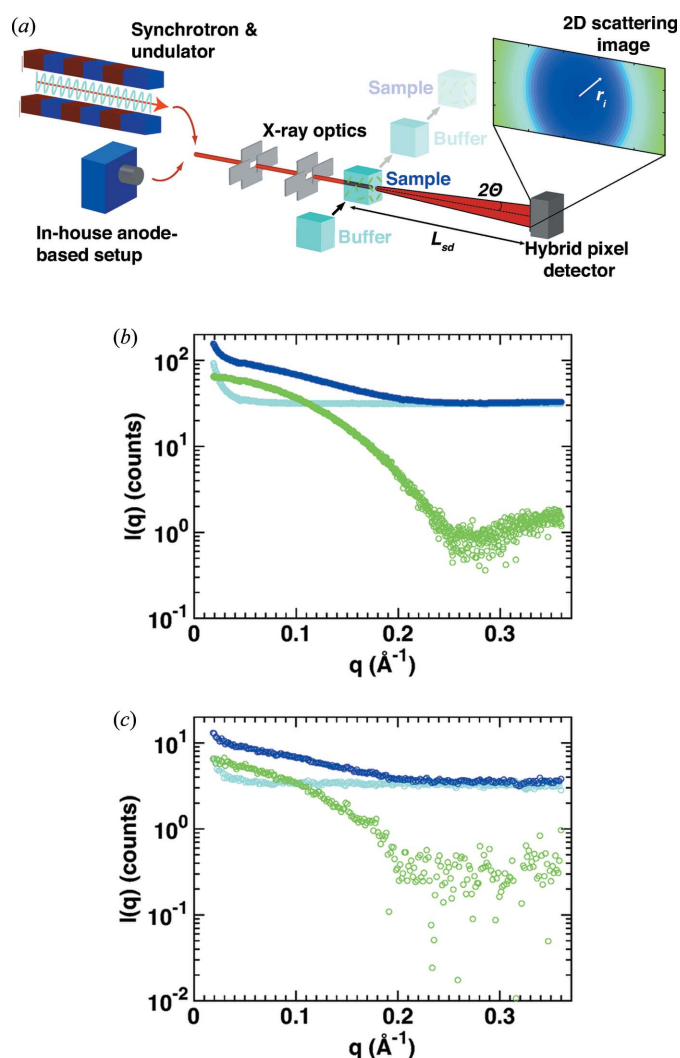 (a)
Synchrotron &
undulator
2D scattering
image
r_i
Sample
X-ray optics
Buffer
Sample
2Θ
In-house anode-
based setup
Buffer
L_sd
Hybrid pixel
detector
(b)
10^2
10^1
10^0
10^-1
I(q) (counts)
0 0.1 0.2 0.3
q (Å^-1)
(c)
10^1
10^0
10^-1
10^-2
I(q) (counts)
0 0.1 0.2 0.3
q (Å^-1)